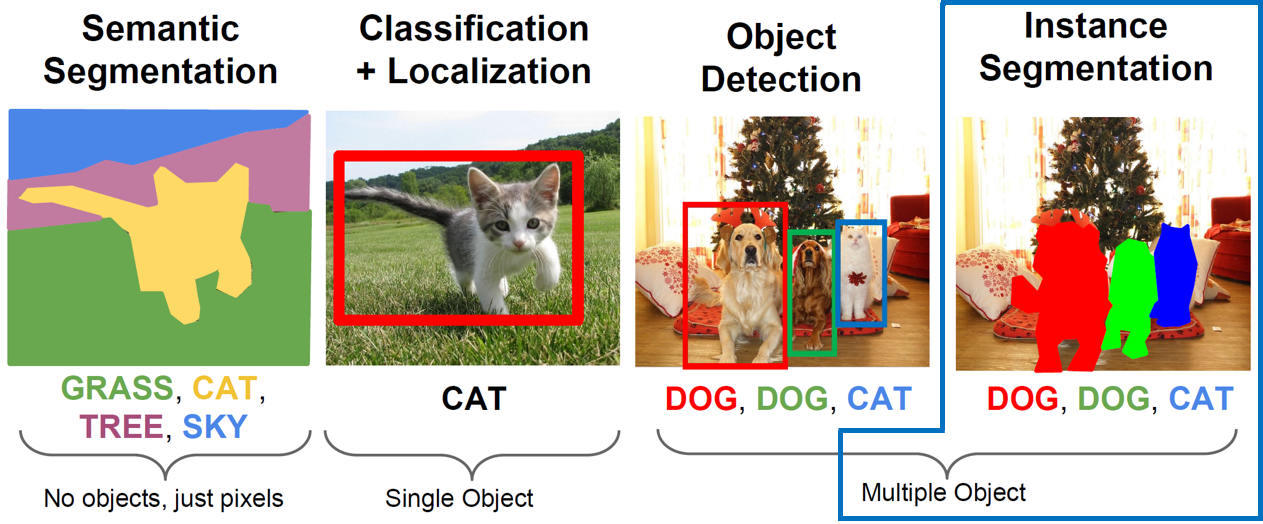 Semantic
Segmentation
Classification
+ Localization
Object
Detection
Instance
Segmentation
GRASS, CAT,
TREE, SKY
CAT
DOG, DOG, CAT
DOG, DOG, CAT
No objects, just pixels
Single Object
Multiple Object